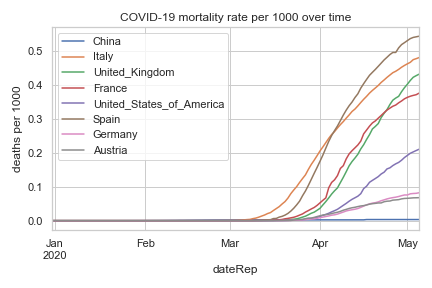 COVID-19 mortality rate per 1000 over time
China
Italy
United_Kingdom
France
United_States_of_America
Spain
Germany
Austria
deaths per 1000
0.5
0.4
0.3
0.2
0.1
0.0
Jan
2020
Feb
Mar
Apr
May
dateRep